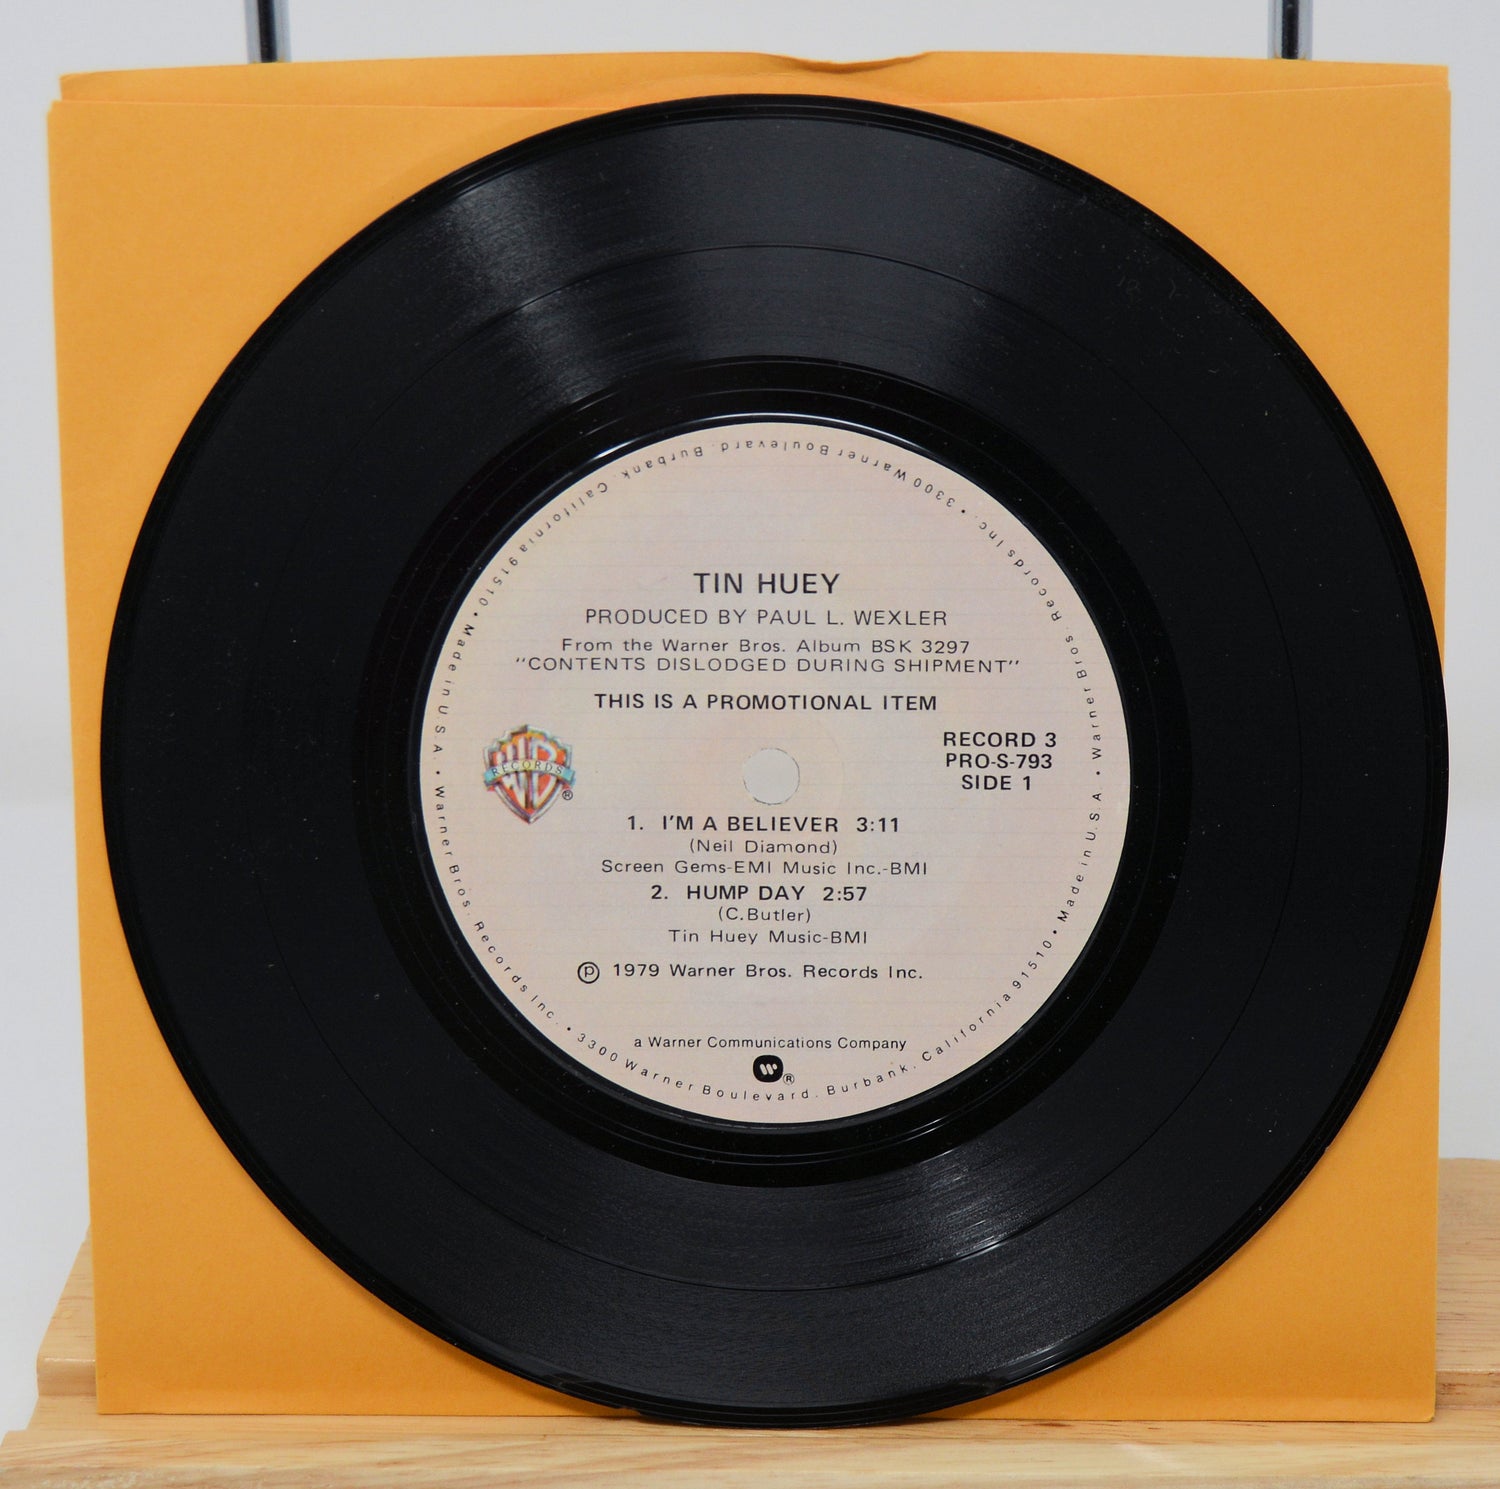 TIN HUEY
PRODUCED BY PAUL L. WEXLER
From the Warner Bros. Album BSK 3297
"CONTENTS DISLODGED DURING SHIPMENT"
THIS IS A PROMOTIONAL ITEM
WB RECORDS ®
RECORD 3
PRO-S-793
SIDE 1
1. I'M A BELIEVER 3:11
(Neil Diamond)
Screen Gems-EMI Music Inc.-BMI
2. HUMP DAY 2:57
(C.Butler)
Tin Huey Music-BMI
Ⓟ 1979 Warner Bros. Records Inc.
a Warner Communications Company
W ®
Warner Bros. Records Inc. • 3300 Warner Boulevard. Burbank. California 91510 • Made in U.S.A. • Warner Bros. Records Inc. • 3300 Warner Boulevard. Burbank. California 91510 • Made in U.S.A. •